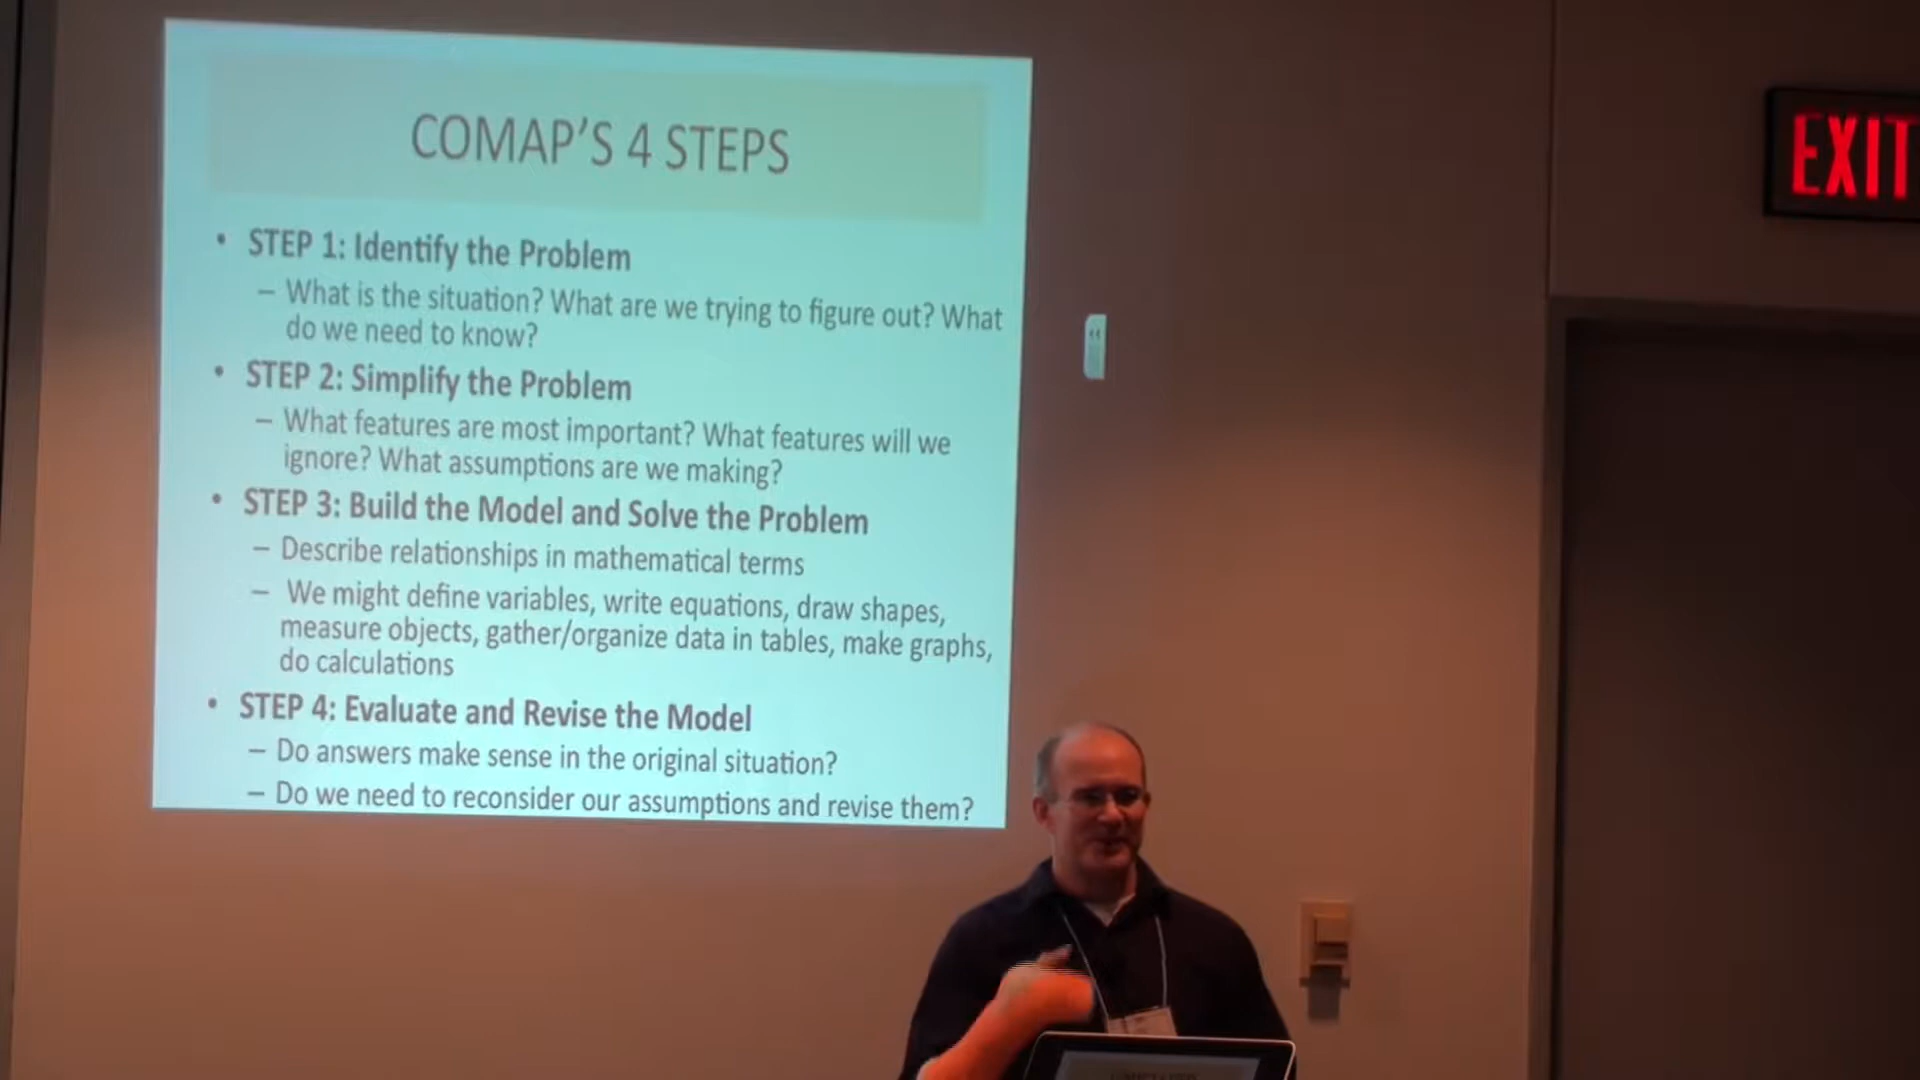 COMAP'S 4 STEPS
• STEP 1: Identify the Problem
– What is the situation? What are we trying to figure out? What
do we need to know?
• STEP 2: Simplify the Problem
– What features are most important? What features will we
ignore? What assumptions are we making?
• STEP 3: Build the Model and Solve the Problem
– Describe relationships in mathematical terms
– We might define variables, write equations, draw shapes,
measure objects, gather/organize data in tables, make graphs,
do calculations
• STEP 4: Evaluate and Revise the Model
– Do answers make sense in the original situation?
– Do we need to reconsider our assumptions and revise them?
EXIT